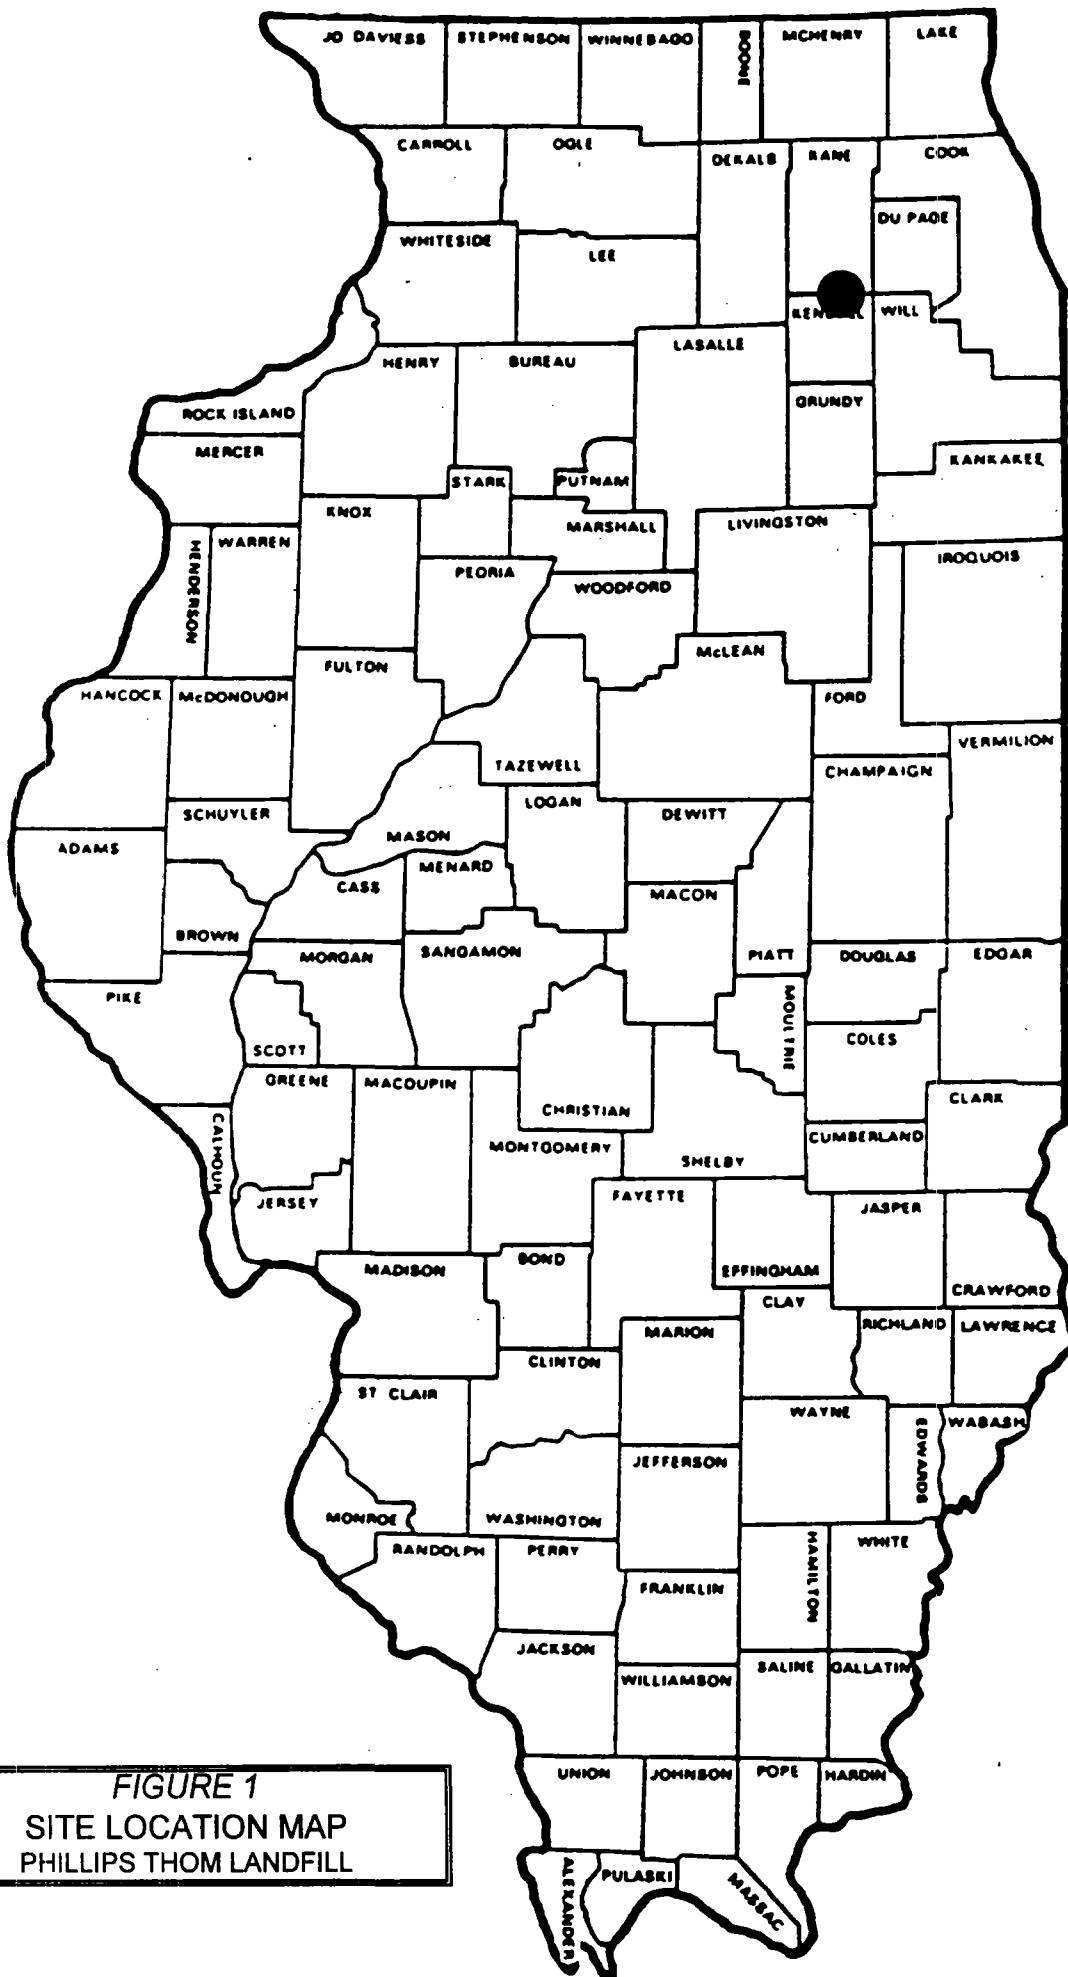 JO DAVIESS
STEPHENSON
WINNEBAGO
BOONE
MCHENRY
LAKE
CARROLL
OGLE
DEKALB
KANE
COOK
DU PAGE
WHITESIDE
LEE
WILL
LASALLE
HENRY
BUREAU
GRUNDY
ROCK ISLAND
MERCER
KANKAKEE
STARK
PUTNAM
KNOX
MARSHALL
LIVINGSTON
HENDERSON
WARREN
PEORIA
WOODFORD
IROQUOIS
McLEAN
FULTON
HANCOCK
McDONOUGH
FORD
VERMILION
TAZEWELL
CHAMPAIGN
LOGAN
DEWITT
SCHUYLER
MASON
ADAMS
MENARD
CASS
MACON
BROWN
MORGAN
SANGAMON
PIATT
DOUGLAS
EDGAR
PIKE
MOULTRIE
SCOTT
COLES
GREENE
MACOUPIN
CHRISTIAN
CLARK
CALHOUN
MONTGOMERY
CUMBERLAND
SHELBY
JERSEY
FAYETTE
JASPER
MADISON
BOND
EFFINGHAM
CRAWFORD
CLAY
MARION
RICHLAND
LAWRENCE
CLINTON
ST CLAIR
WAYNE
EDWARDS
WABASH
JEFFERSON
MONROE
WASHINGTON
RANDOLPH
PERRY
HAMILTON
WHITE
FRANKLIN
JACKSON
WILLIAMSON
SALINE
GALLATIN
UNION
JOHNSON
POPE
HARDIN
ALEXANDER
PULASKI
MASSAC
FIGURE 1
SITE LOCATION MAP
PHILLIPS THOM LANDFILL